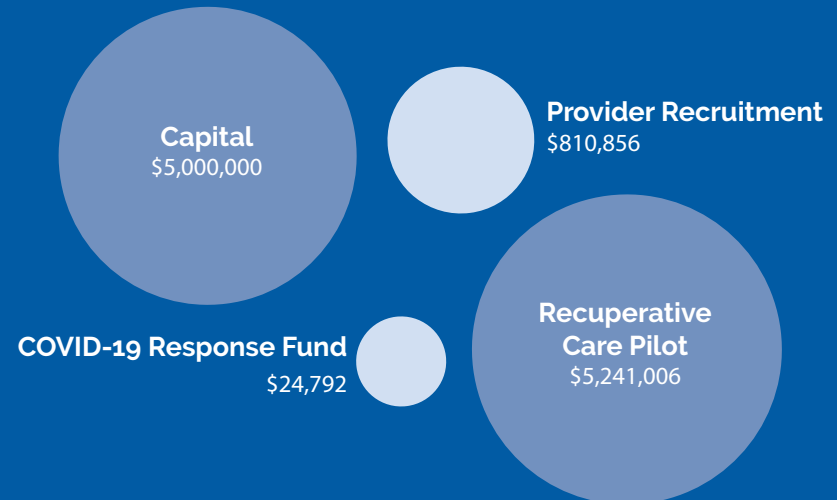 Capital
$5,000,000
Provider Recruitment
$810,856
COVID-19 Response Fund
$24,792
Recuperative
Care Pilot
$5,241,006